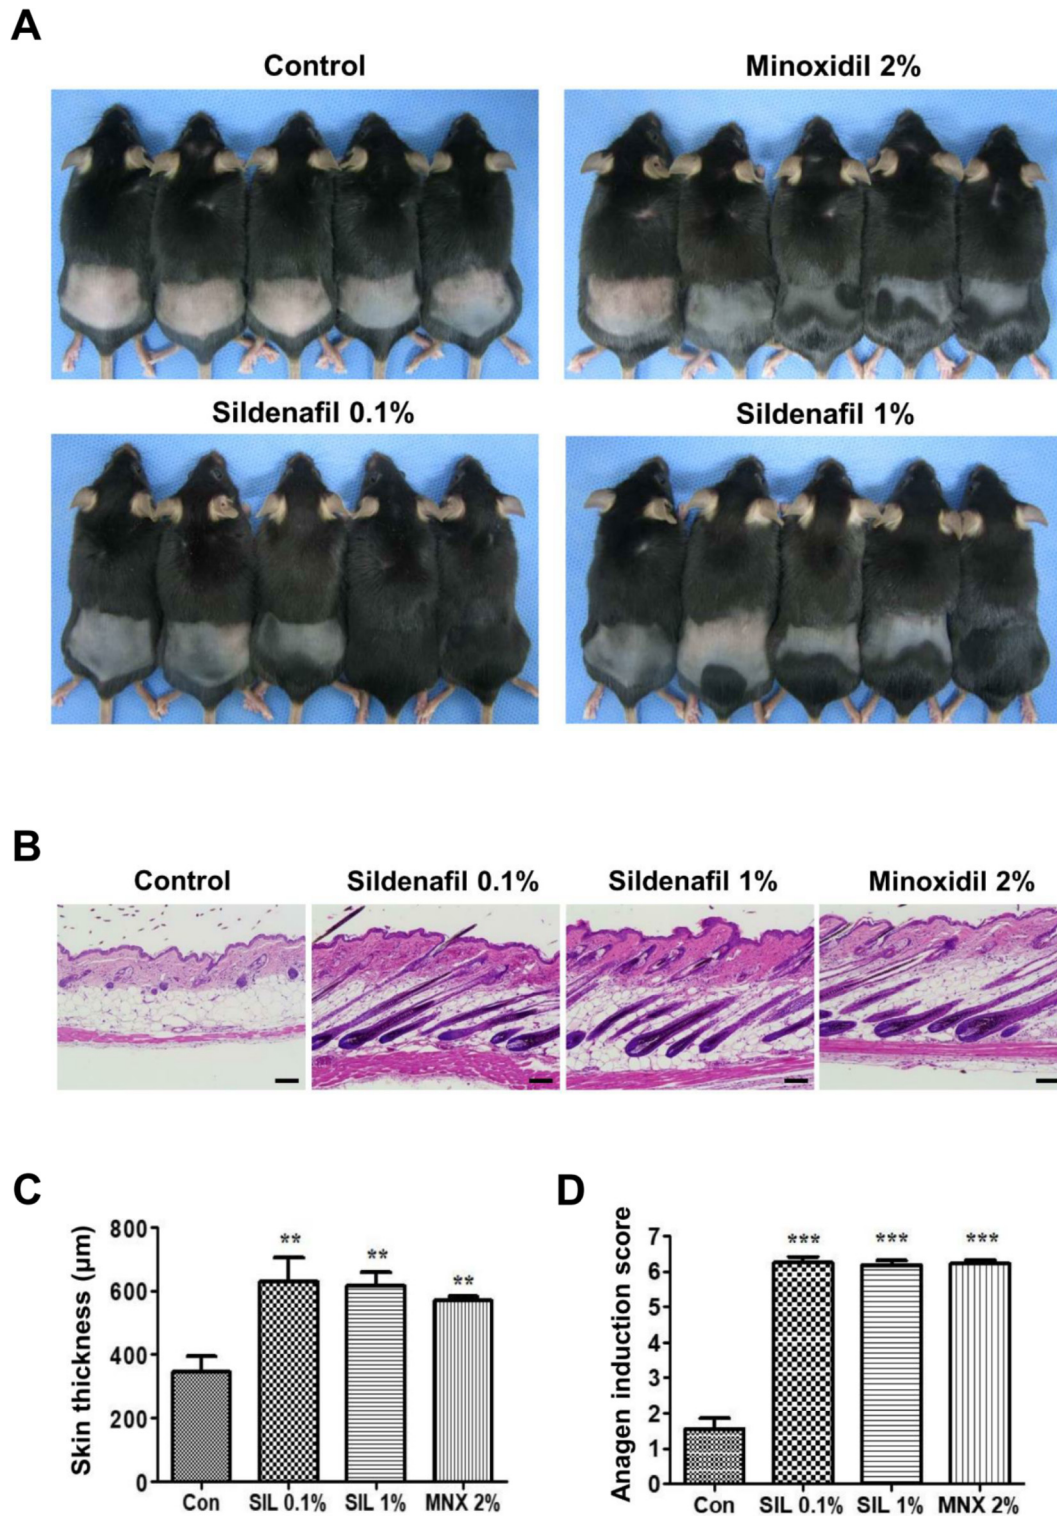 A
Control
Minoxidil 2%
Sildenafil 0.1%
Sildenafil 1%
B
Control
Sildenafil 0.1%
Sildenafil 1%
Minoxidil 2%
C
Skin thickness (μm)
800
600
400
200
0
**
**
**
Con
SIL 0.1%
SIL 1%
MNX 2%
D
Anagen induction score
7
6
5
4
3
2
1
0
***
***
***
Con
SIL 0.1%
SIL 1%
MNX 2%